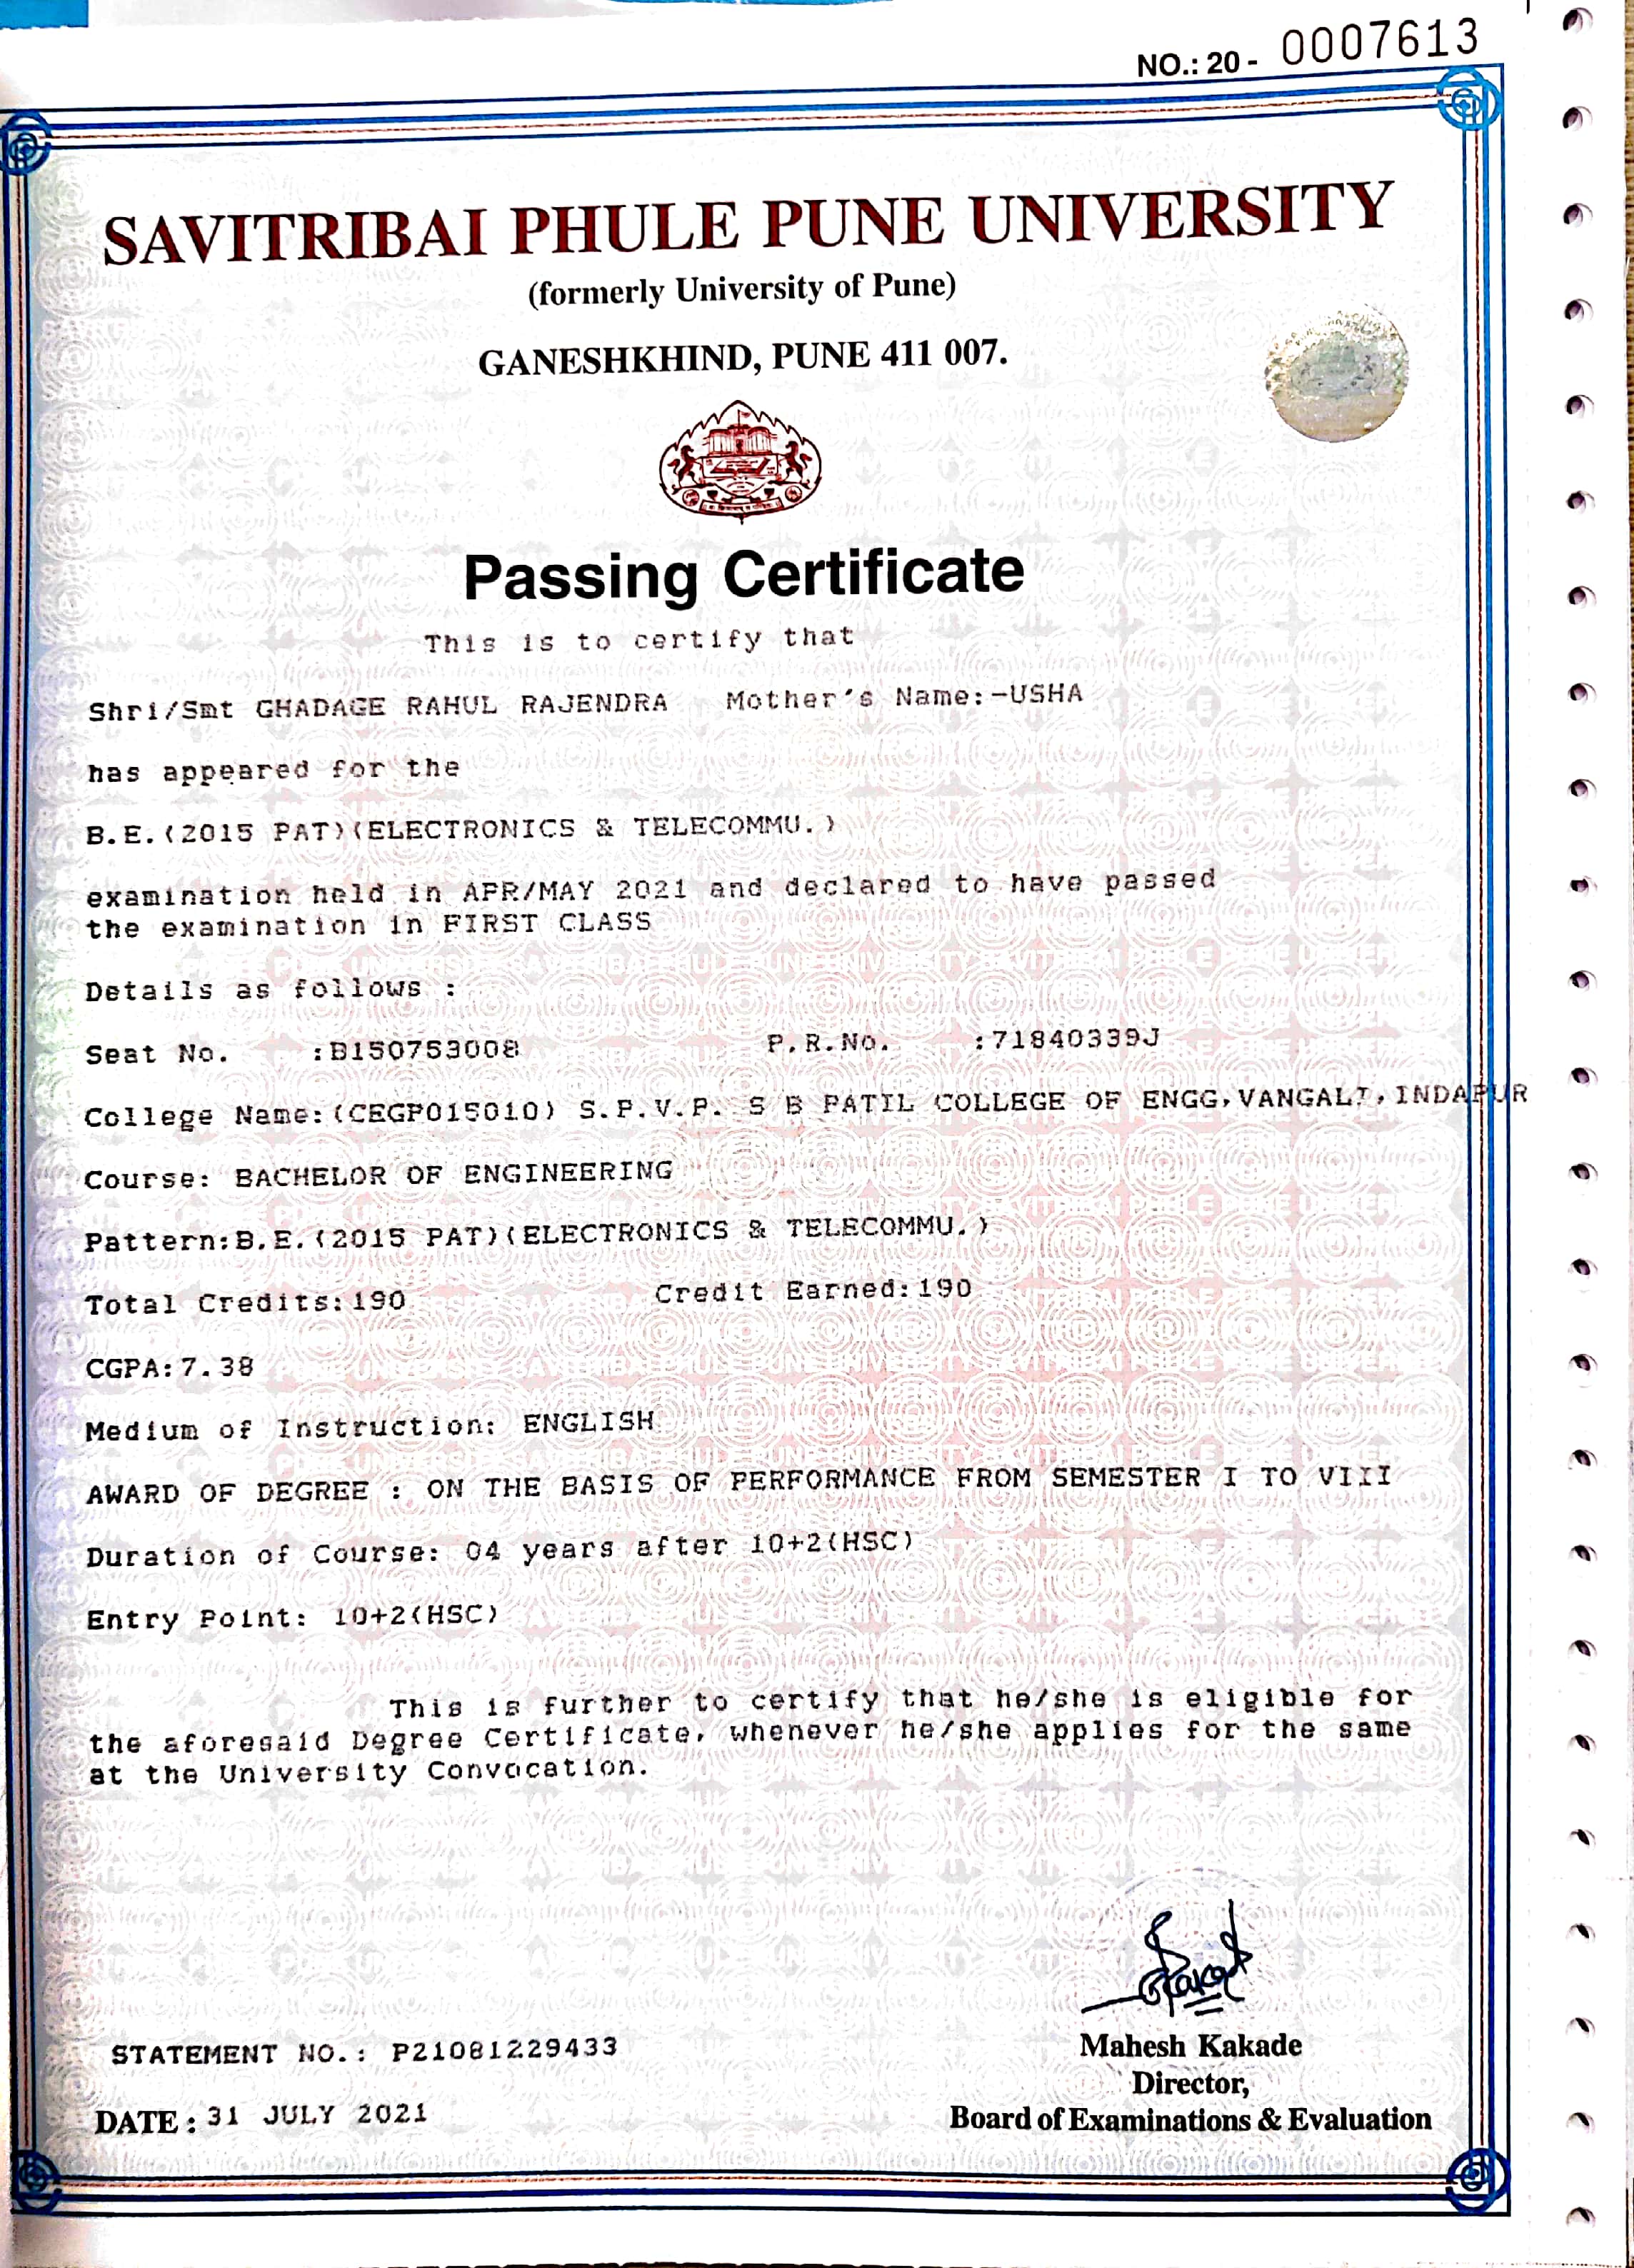 NO.: 20 - 0007613
SAVITRIBAI PHULE PUNE UNIVERSITY
(formerly University of Pune)
GANESHKHIND, PUNE 411 007.
Passing Certificate
This is to certify that
Shri/Smt GHADAGE RAHUL RAJENDRA Mother's Name:-USHA
has appeared for the
B.E.(2015 PAT)(ELECTRONICS & TELECOMMU.)
examination held in APR/MAY 2021 and declared to have passed
the examination in FIRST CLASS
Details as follows :
Seat No. :B150753008 P.R.No. :71840339J
College Name:(CEGP015010) S.P.V.P. S B PATIL COLLEGE OF ENGG,VANGALI,INDAPUR
Course: BACHELOR OF ENGINEERING
Pattern:B.E.(2015 PAT)(ELECTRONICS & TELECOMMU.)
Total Credits:190 Credit Earned:190
CGPA:7.38
Medium of Instruction: ENGLISH
AWARD OF DEGREE : ON THE BASIS OF PERFORMANCE FROM SEMESTER I TO VIII
Duration of Course: 04 years after 10+2(HSC)
Entry Point: 10+2(HSC)
This is further to certify that he/she is eligible for
the aforesaid Degree Certificate, whenever he/she applies for the same
at the University Convocation.
STATEMENT NO.: P21081229433
Mahesh Kakade
Director,
DATE : 31 JULY 2021
Board of Examinations & Evaluation